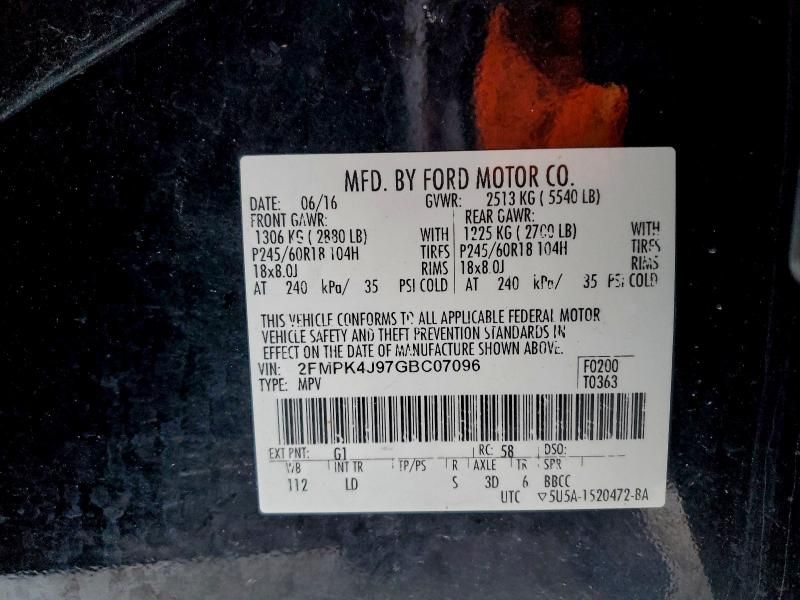 MFD. BY FORD MOTOR CO.
DATE: 06/16 GVWR: 2513 KG ( 5540 LB)
FRONT GAWR: REAR GAWR:
1306 KG ( 2880 LB) WITH 1225 KG ( 2700 LB) WITH
P245/60R18 104H TIRES P245/60R18 104H TIRES
18x8.0J RIMS 18x8.0J RIMS
AT 240 kPa/ 35 PSI COLD AT 240 kPa/ 35 PSI COLD
THIS VEHICLE CONFORMS TO ALL APPLICABLE FEDERAL MOTOR
VEHICLE SAFETY AND THEFT PREVENTION STANDARDS IN
EFFECT ON THE DATE OF MANUFACTURE SHOWN ABOVE.
VIN: 2FMPK4J97GBC07096 F0200
TYPE: MPV T0363
EXT PNT: G1 RC: 58 DSO:
WB INT TR TP/PS R AXLE TR SPR
112 LD S 3D 6 BBCC
UTC ▽5U5A-1520472-BA